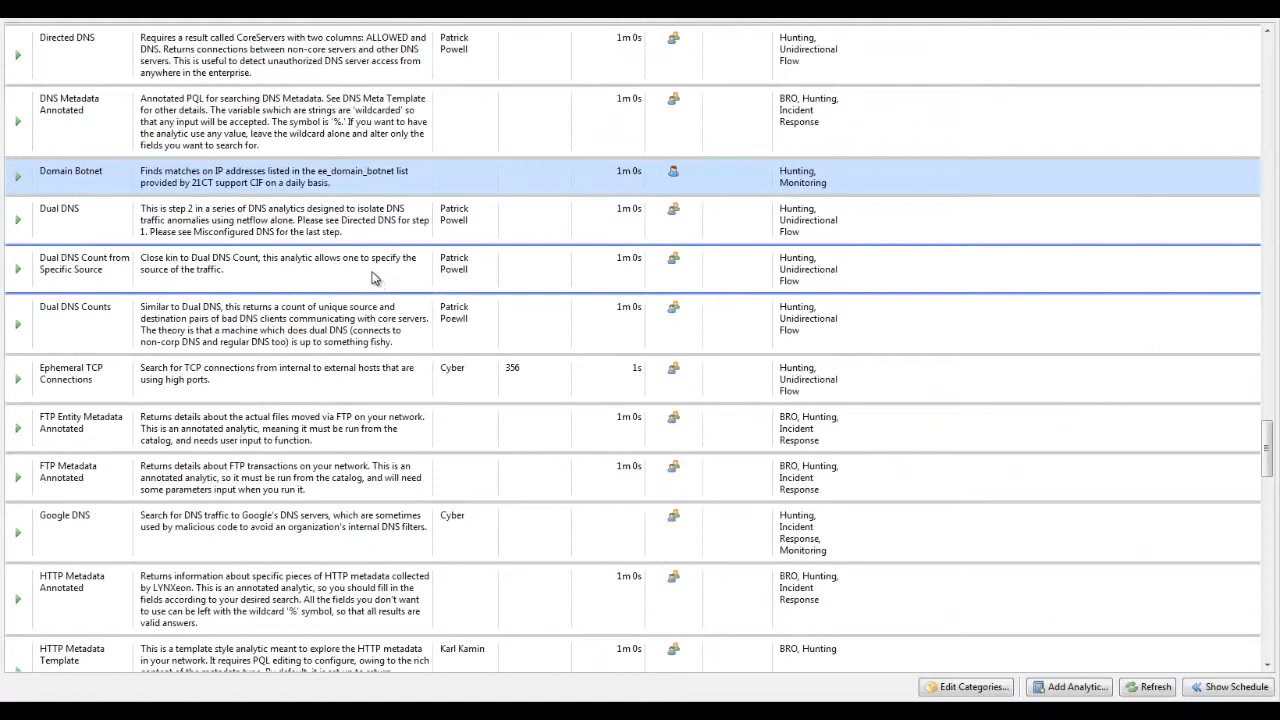 Directed DNS
Requires a result called CoreServers with two columns: ALLOWED and
DNS. Returns connections between non-core servers and other DNS
servers. This is useful to detect unauthorized DNS server access from
anywhere in the enterprise.
Patrick
Powell
1m 0s
Hunting,
Unidirectional
Flow
DNS Metadata
Annotated
Annotated PQL for searching DNS Metadata. See DNS Meta Template
for other details. The variable swhich are strings are 'wildcarded' so
that any input will be accepted. The symbol is '%.' If you want to have
the analytic use any value, leave the wildcard alone and alter only the
fields you want to search for.
1m 0s
BRO, Hunting,
Incident
Response
Domain Botnet
Finds matches on IP addresses listed in the ee_domain_botnet list
provided by 21CT support CIF on a daily basis.
1m 0s
Hunting,
Monitoring
Dual DNS
This is step 2 in a series of DNS analytics designed to isolate DNS
traffic anomalies using netflow alone. Please see Directed DNS for step
1. Please see Misconfigured DNS for the last step.
Patrick
Powell
1m 0s
Hunting,
Unidirectional
Flow
Dual DNS Count from
Specific Source
Close kin to Dual DNS Count, this analytic allows one to specify the
source of the traffic.
Patrick
Powell
1m 0s
Hunting,
Unidirectional
Flow
Dual DNS Counts
Similar to Dual DNS, this returns a count of unique source and
destination pairs of bad DNS clients communicating with core servers.
The theory is that a machine which does dual DNS (connects to
non-corp DNS and regular DNS too) is up to something fishy.
Patrick
Poewll
1m 0s
Hunting,
Unidirectional
Flow
Ephemeral TCP
Connections
Search for TCP connections from internal to external hosts that are
using high ports.
Cyber
356
1s
Hunting,
Unidirectional
Flow
FTP Entity Metadata
Annotated
Returns details about the actual files moved via FTP on your network.
This is an annotated analytic, meaning it must be run from the
catalog, and needs user input to function.
1m 0s
BRO, Hunting,
Incident
Response
FTP Metadata
Annotated
Returns details about FTP transactions on your network. This is an
annotated analytic, so it must be run from the catalog, and will need
some parameters input when you run it.
1m 0s
BRO, Hunting,
Incident
Response
Google DNS
Search for DNS traffic to Google's DNS servers, which are sometimes
used by malicious code to avoid an organization's internal DNS filters.
Cyber
Hunting,
Incident
Response,
Monitoring
HTTP Metadata
Annotated
Returns information about specific pieces of HTTP metadata collected
by LYNXeon. This is an annotated analytic, so you should fill in the
fields according to your desired search. All the fields you don't want
to use can be left with the wildcard '%' symbol, so that all results are
valid answers.
1m 0s
BRO, Hunting,
Incident
Response
HTTP Metadata
Template
This is a template style analytic meant to explore the HTTP metadata
in your network. It requires PQL editing to configure, owing to the rich
Karl Kamin
1m 0s
BRO, Hunting
Edit Categories...
Add Analytic...
Refresh
Show Schedule